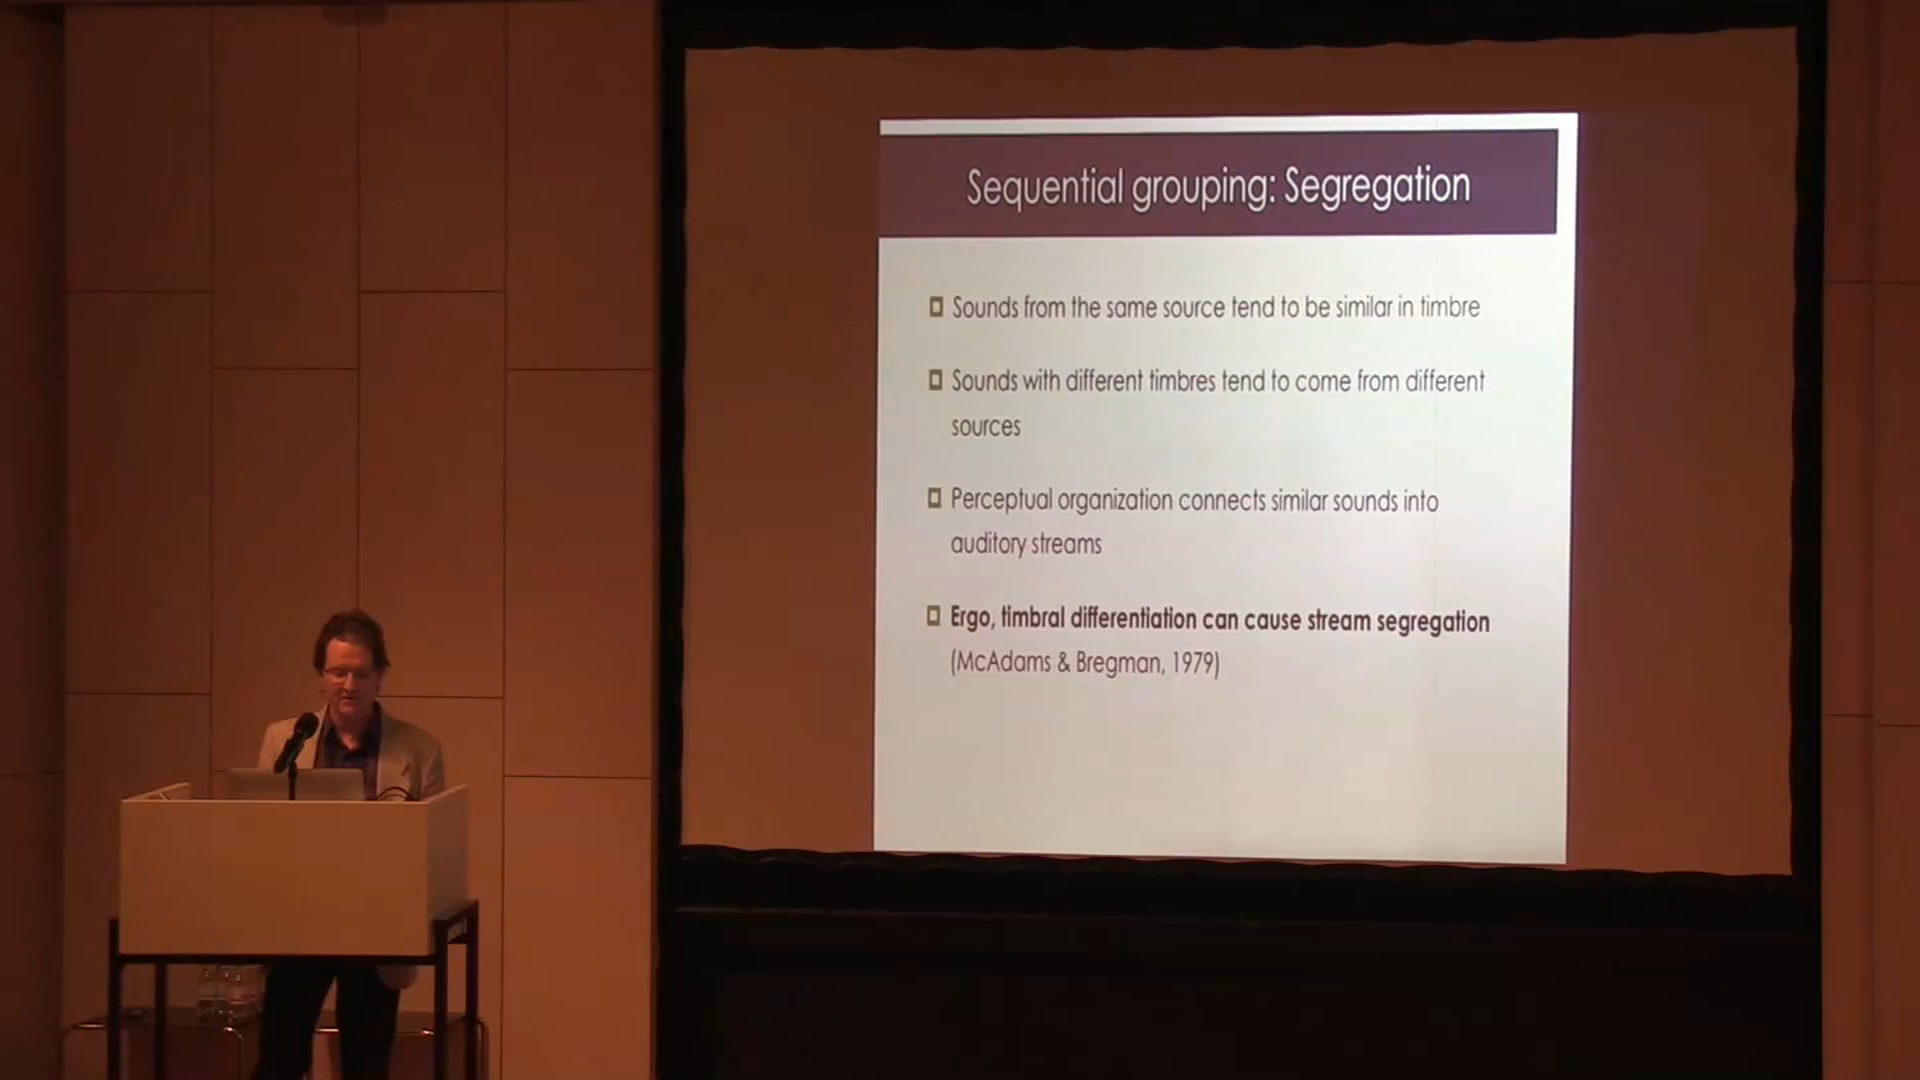 Sequential grouping: Segregation
Sounds from the same source tend to be similar in timbre
Sounds with different timbres tend to come from different
sources
Perceptual organization connects similar sounds into
auditory streams
Ergo, timbral differentiation can cause stream segregation
(McAdams & Bregman, 1979)